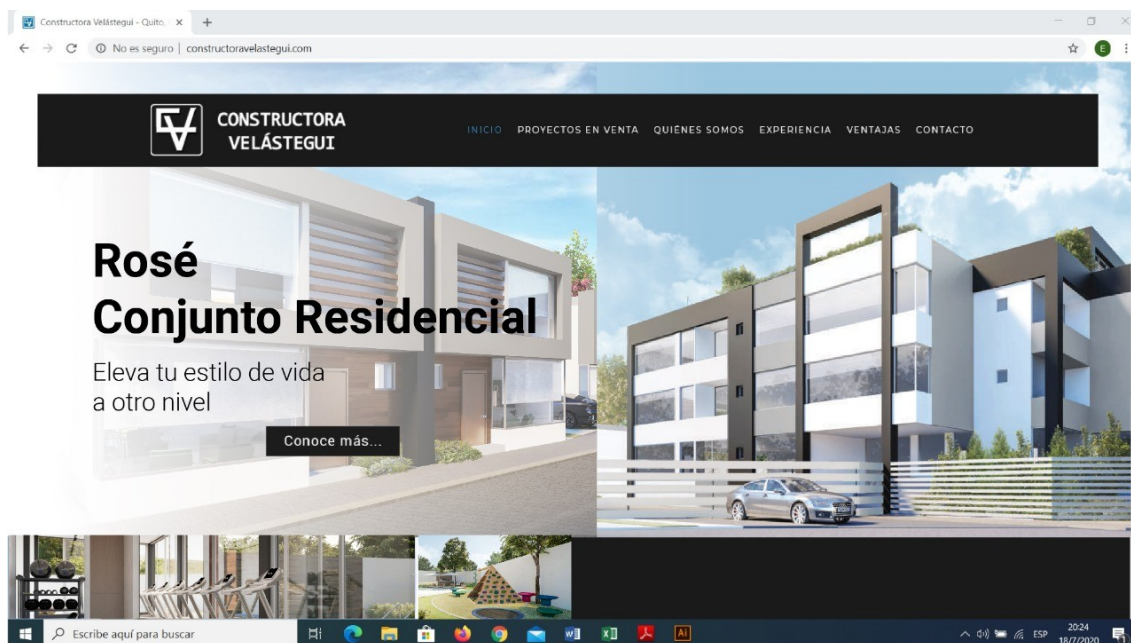 Constructora Velástegui - Quito,
No es seguro | constructoravelastegui.com
E
CONSTRUCTORA
VELÁSTEGUI
INICIO PROYECTOS EN VENTA QUIÉNES SOMOS EXPERIENCIA VENTAJAS CONTACTO
Rosé
Conjunto Residencial
Eleva tu estilo de vida
a otro nivel
Conoce más...
Escribe aquí para buscar
Ai
ESP
20:24
18/7/2020